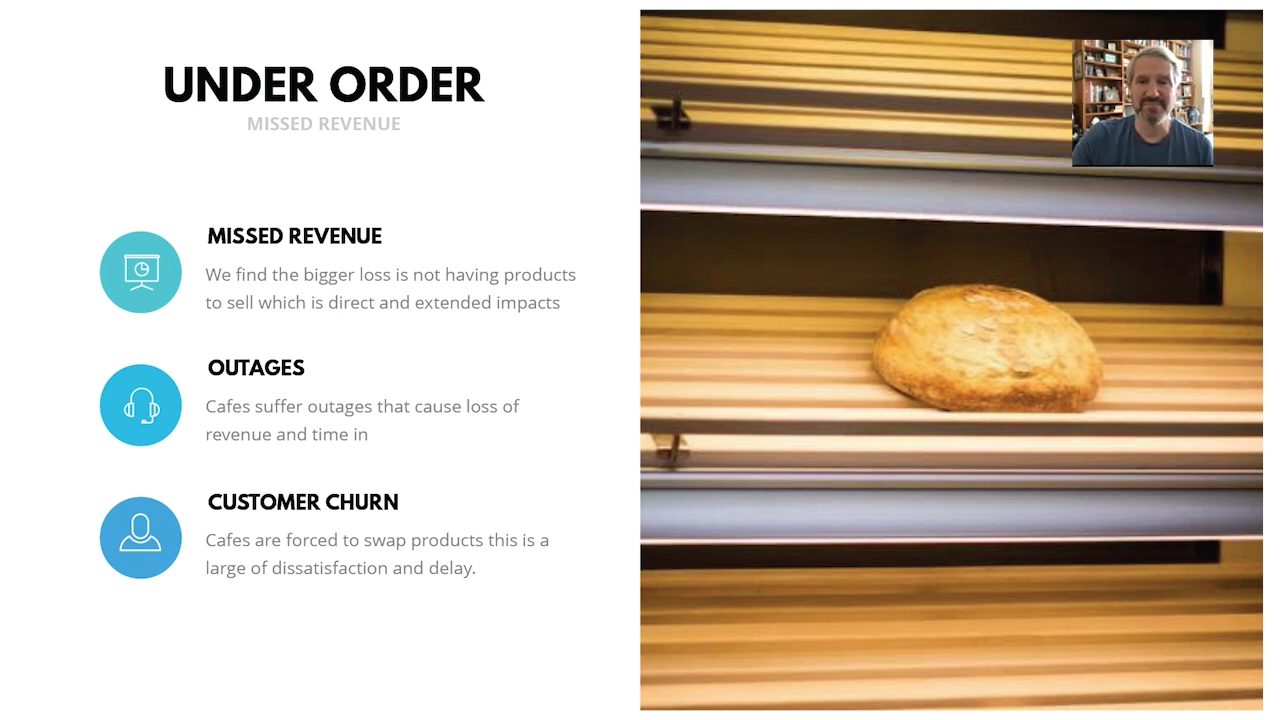 UNDER ORDER
MISSED REVENUE
MISSED REVENUE
We find the bigger loss is not having products
to sell which is direct and extended impacts
OUTAGES
Cafes suffer outages that cause loss of
revenue and time in
CUSTOMER CHURN
Cafes are forced to swap products this is a
large of dissatisfaction and delay.